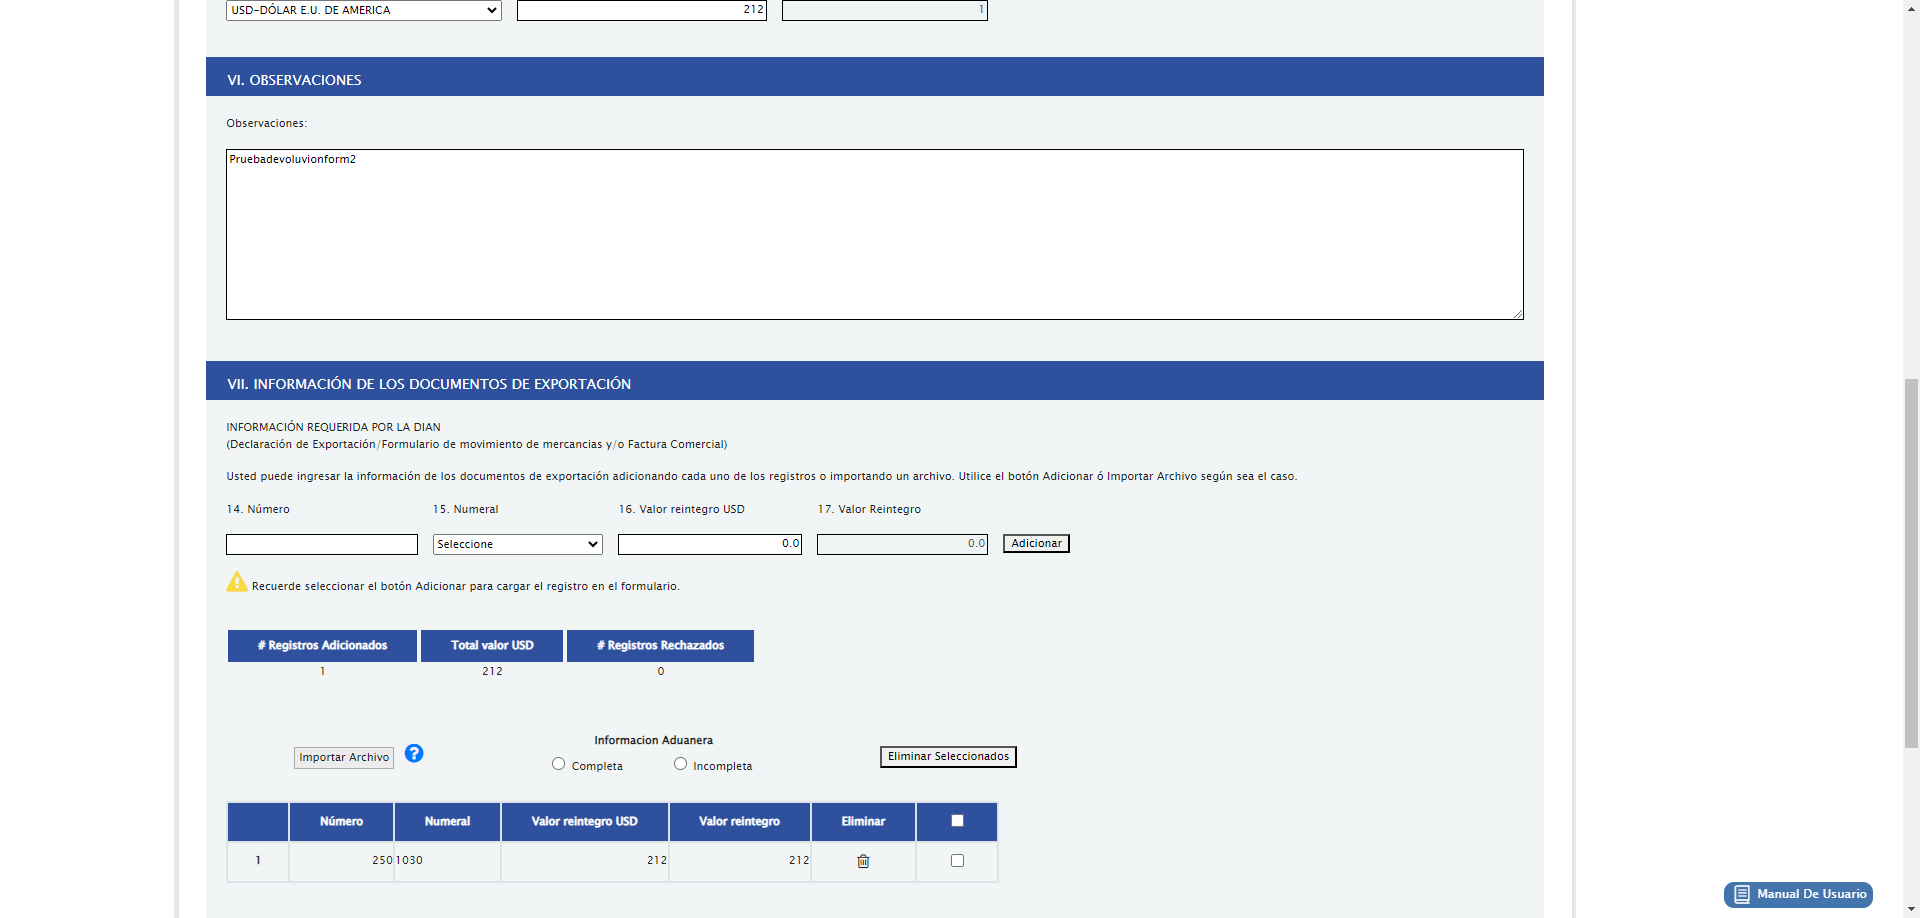 USD-DÓLAR E.U. DE AMERICA 212 1
VI. OBSERVACIONES
Observaciones:
Pruebadevoluvionform2
VII. INFORMACIÓN DE LOS DOCUMENTOS DE EXPORTACIÓN
INFORMACIÓN REQUERIDA POR LA DIAN
(Declaración de Exportación/Formulario de movimiento de mercancias y/o Factura Comercial)
Usted puede ingresar la información de los documentos de exportación adicionando cada uno de los registros o importando un archivo. Utilice el botón Adicionar ó Importar Archivo según sea el caso.
14. Número 15. Numeral 16. Valor reintegro USD 17. Valor Reintegro
Seleccione 0.0 0.0 Adicionar
Recuerde seleccionar el botón Adicionar para cargar el registro en el formulario.
# Registros Adicionados Total valor USD # Registros Rechazados
1 212 0
Informacion Aduanera
Importar Archivo ? Completa Incompleta Eliminar Seleccionados
Número Numeral Valor reintegro USD Valor reintegro Eliminar
1 250 1030 212 212
Manual De Usuario